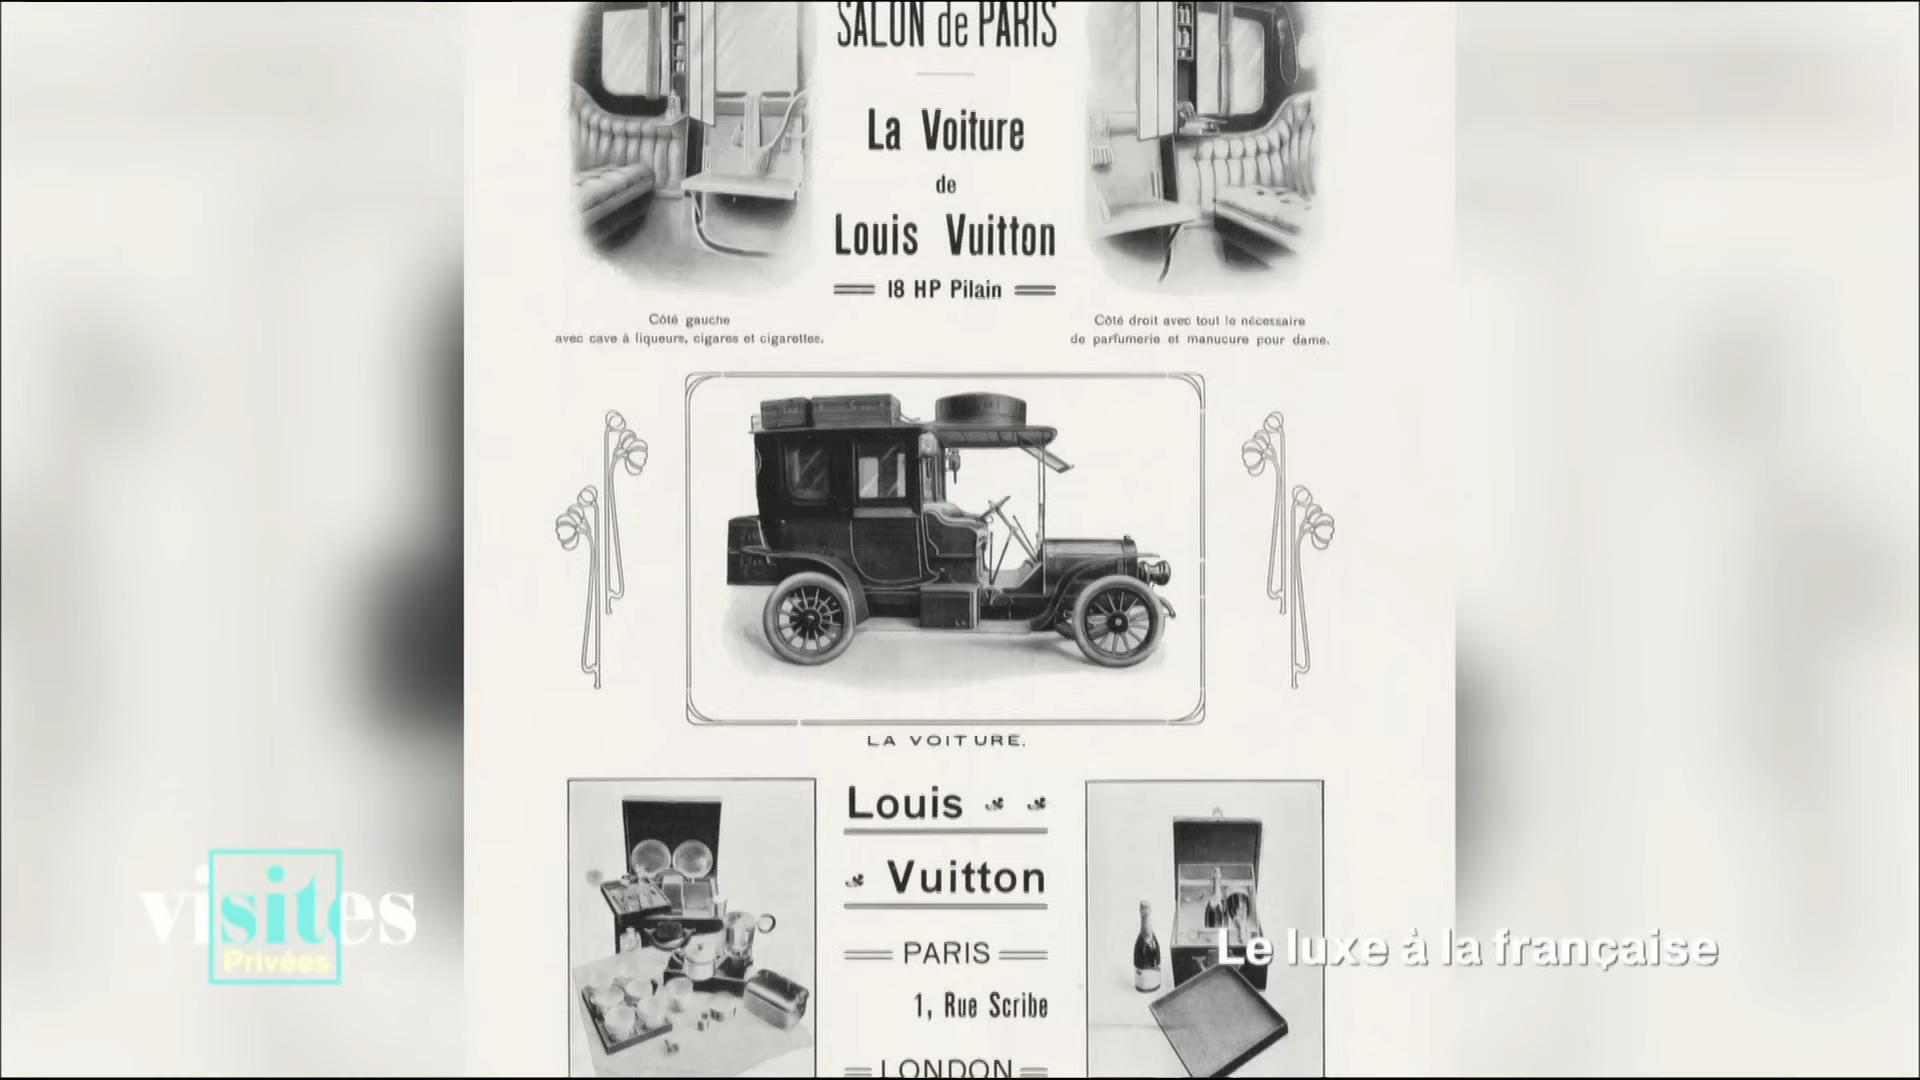 SALON de PARIS
La Voiture
de
Louis Vuitton
18 HP Pilain
Côté gauche
avec cave à liqueurs, cigares et cigarettes.
Côté droit avec tout le nécessaire
de parfumerie et manucure pour dame.
LA VOITURE.
Louis
Vuitton
PARIS
1, Rue Scribe
LONDON
visites
Privées
Le luxe à la française